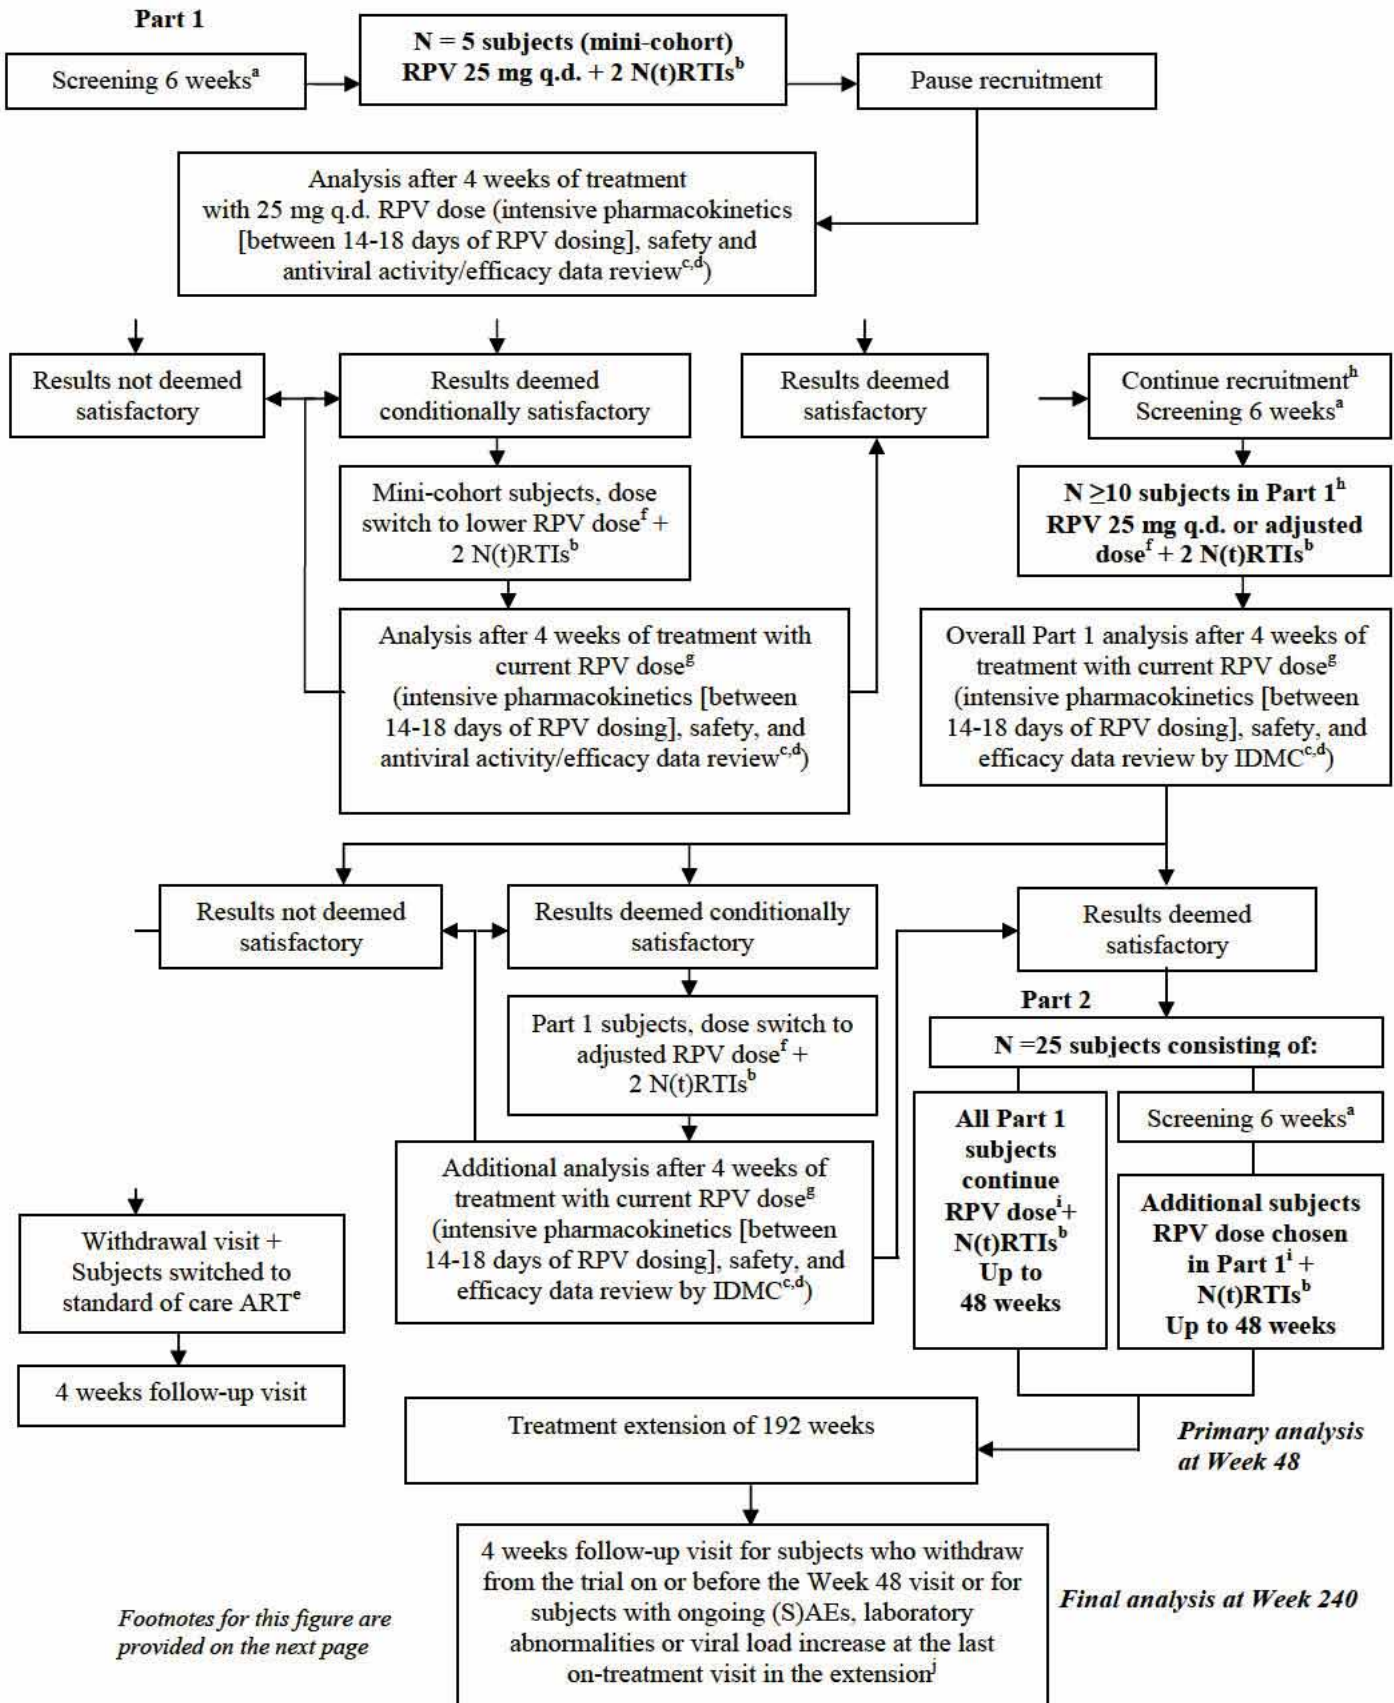 Part 1
Screening 6 weeksᵃ
N = 5 subjects (mini-cohort)
RPV 25 mg q.d. + 2 N(t)RTIsᵇ
Pause recruitment
Analysis after 4 weeks of treatment
with 25 mg q.d. RPV dose (intensive pharmacokinetics
[between 14-18 days of RPV dosing], safety and
antiviral activity/efficacy data reviewᶜ,ᵈ)
Results not deemed
satisfactory
Results deemed
conditionally satisfactory
Results deemed
satisfactory
Continue recruitmentʰ
Screening 6 weeksᵃ
Mini-cohort subjects, dose
switch to lower RPV doseᶠ +
2 N(t)RTIsᵇ
N ≥10 subjects in Part 1ʰ
RPV 25 mg q.d. or adjusted
doseᶠ + 2 N(t)RTIsᵇ
Analysis after 4 weeks of treatment with
current RPV doseᵍ
(intensive pharmacokinetics [between
14-18 days of RPV dosing], safety, and
antiviral activity/efficacy data reviewᶜ,ᵈ)
Overall Part 1 analysis after 4 weeks of
treatment with current RPV doseᵍ
(intensive pharmacokinetics [between
14-18 days of RPV dosing], safety, and
efficacy data review by IDMCᶜ,ᵈ)
Results not deemed
satisfactory
Results deemed conditionally
satisfactory
Results deemed
satisfactory
Part 1 subjects, dose switch to
adjusted RPV doseᶠ +
2 N(t)RTIsᵇ
Part 2
N =25 subjects consisting of:
All Part 1
subjects
continue
RPV doseⁱ+
N(t)RTIsᵇ
Up to
48 weeks
Screening 6 weeksᵃ
Additional subjects
RPV dose chosen
in Part 1ⁱ +
N(t)RTIsᵇ
Up to 48 weeks
Additional analysis after 4 weeks of
treatment with current RPV doseᵍ
(intensive pharmacokinetics [between
14-18 days of RPV dosing], safety, and
efficacy data review by IDMCᶜ,ᵈ)
Withdrawal visit +
Subjects switched to
standard of care ARTᵉ
4 weeks follow-up visit
Treatment extension of 192 weeks
Primary analysis
at Week 48
4 weeks follow-up visit for subjects who withdraw
from the trial on or before the Week 48 visit or for
subjects with ongoing (S)AEs, laboratory
abnormalities or viral load increase at the last
on-treatment visit in the extensionʲ
Final analysis at Week 240
Footnotes for this figure are
provided on the next page